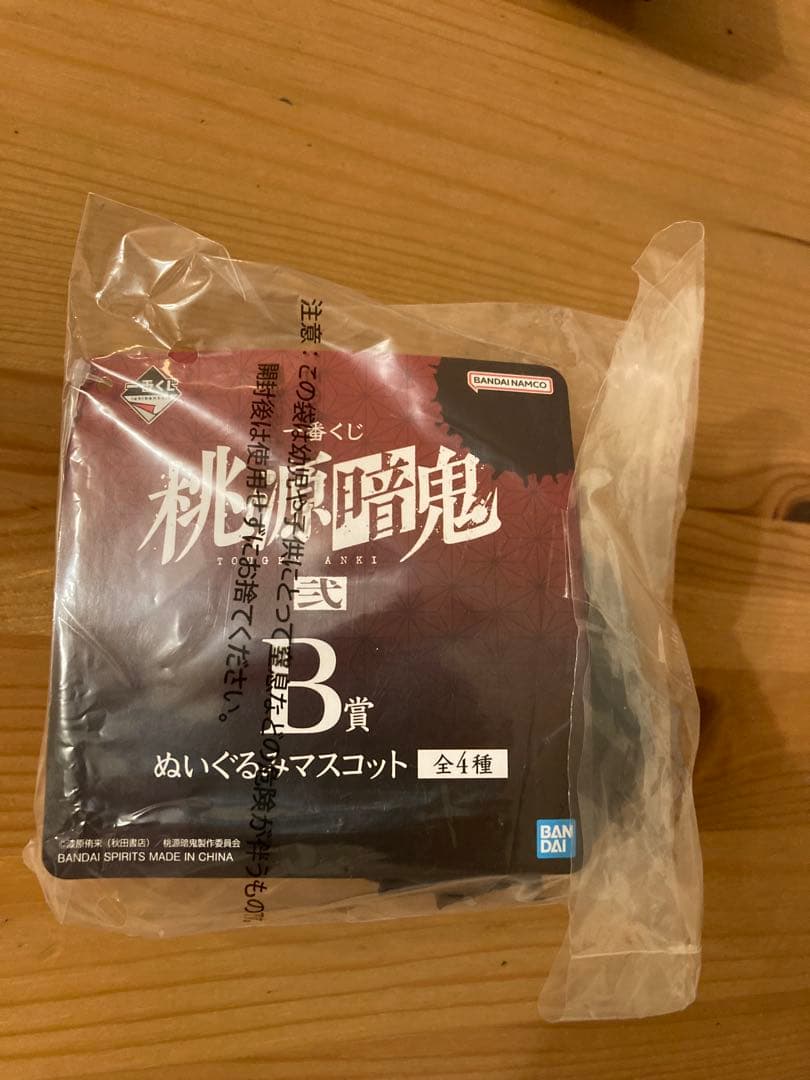 一番くじ
BANDAI NAMCO
一番くじ
桃源暗鬼
TOUGEN ANKI
弐
B賞
ぬいぐるみマスコット 全4種
©漆原侑来（秋田書店）／桃源暗鬼製作委員会
BANDAI SPIRITS MADE IN CHINA
BAN
DAI
注意：この袋は幼児や子供にとって窒息などの危険が伴うもの
開封後は使用せずにお捨てください。